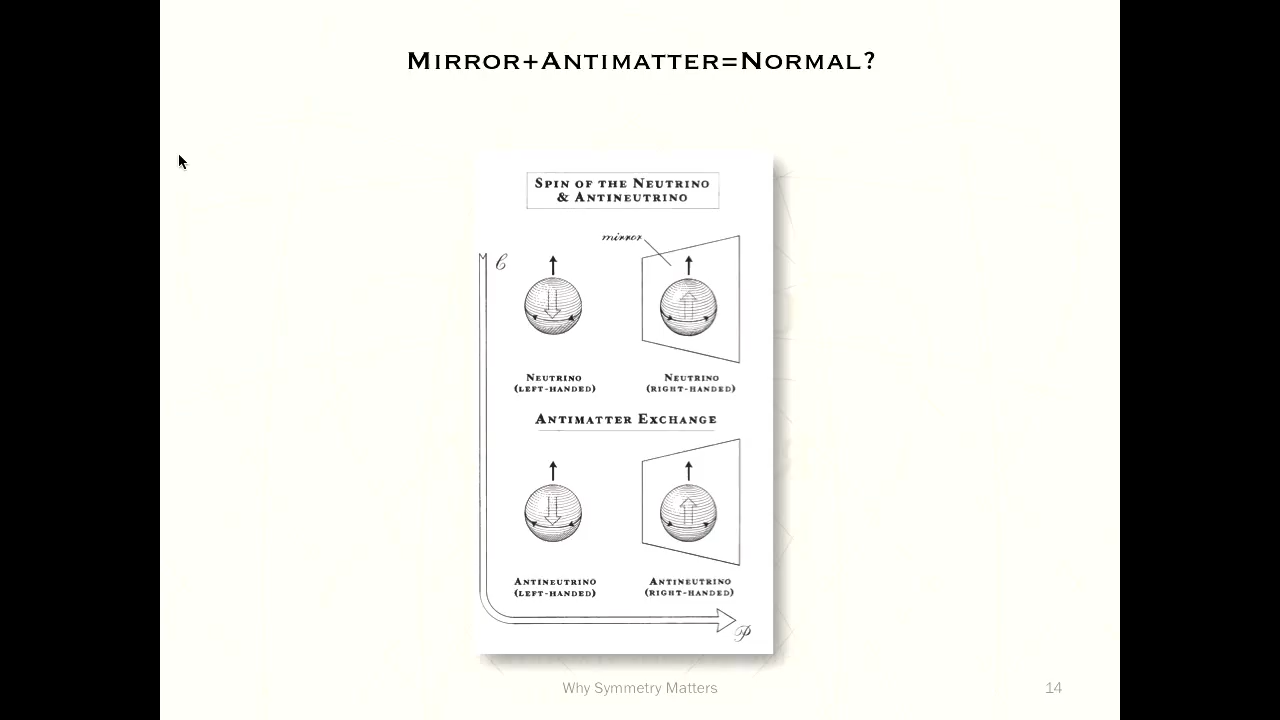 Mirror+Antimatter=Normal?
Spin of the Neutrino
& Antineutrino
mirror
C
Neutrino
(left-handed)
Neutrino
(right-handed)
Antimatter Exchange
Antineutrino
(left-handed)
Antineutrino
(right-handed)
P
Why Symmetry Matters
14